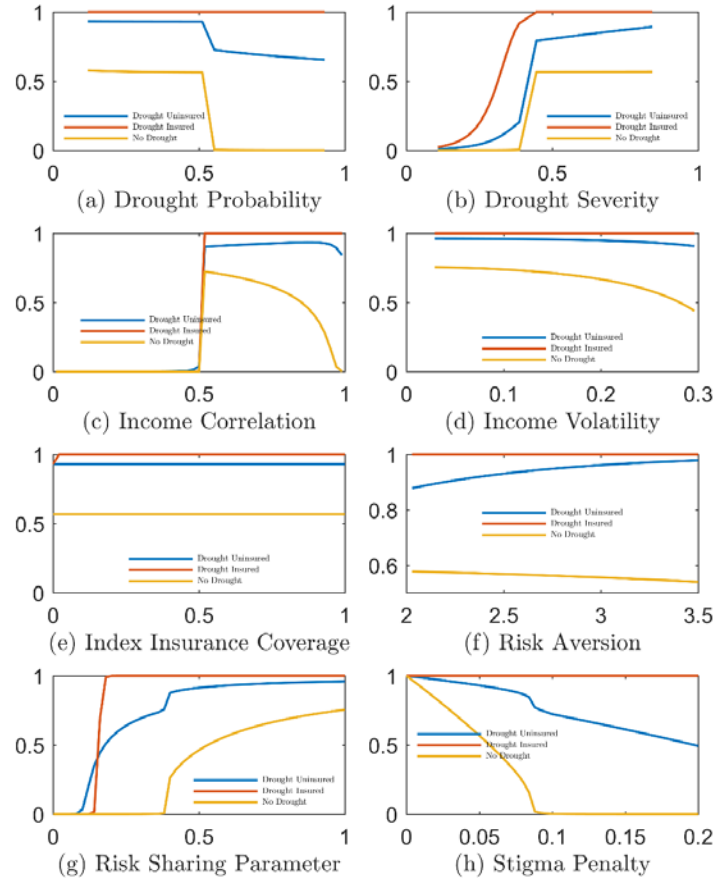 1
0.5
0
Drought Uninsured
Drought Insured
No Drought
0 0.5 1
(a) Drought Probability
1
0.5
0
Drought Uninsured
Drought Insured
No Drought
0 0.5 1
(b) Drought Severity
1
0.5
0
Drought Uninsured
Drought Insured
No Drought
0 0.5 1
(c) Income Correlation
1
0.5
0
Drought Uninsured
Drought Insured
No Drought
0 0.1 0.2 0.3
(d) Income Volatility
1
0.5
0
Drought Uninsured
Drought Insured
No Drought
0 0.5 1
(e) Index Insurance Coverage
1
0.8
0.6
Drought Uninsured
Drought Insured
No Drought
2 2.5 3 3.5
(f) Risk Aversion
1
0.5
0
Drought Uninsured
Drought Insured
No Drought
0 0.5 1
(g) Risk Sharing Parameter
1
0.5
0
Drought Uninsured
Drought Insured
No Drought
0 0.05 0.1 0.15 0.2
(h) Stigma Penalty